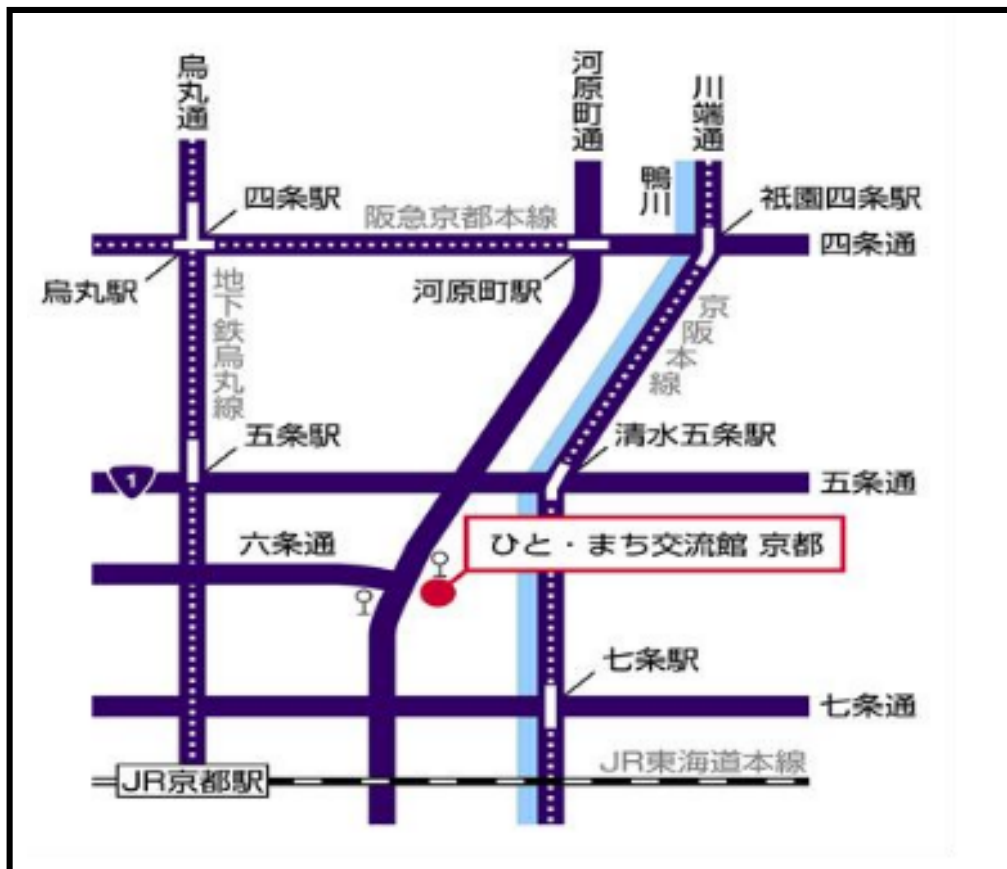 烏丸通
河原町通
川端通
鴨川
四条駅
阪急京都本線
祇園四条駅
四条通
烏丸駅
河原町駅
地下鉄烏丸線
京阪本線
五条駅
清水五条駅
1
五条通
六条通
ひと・まち交流館 京都
七条駅
七条通
JR東海道本線
JR京都駅